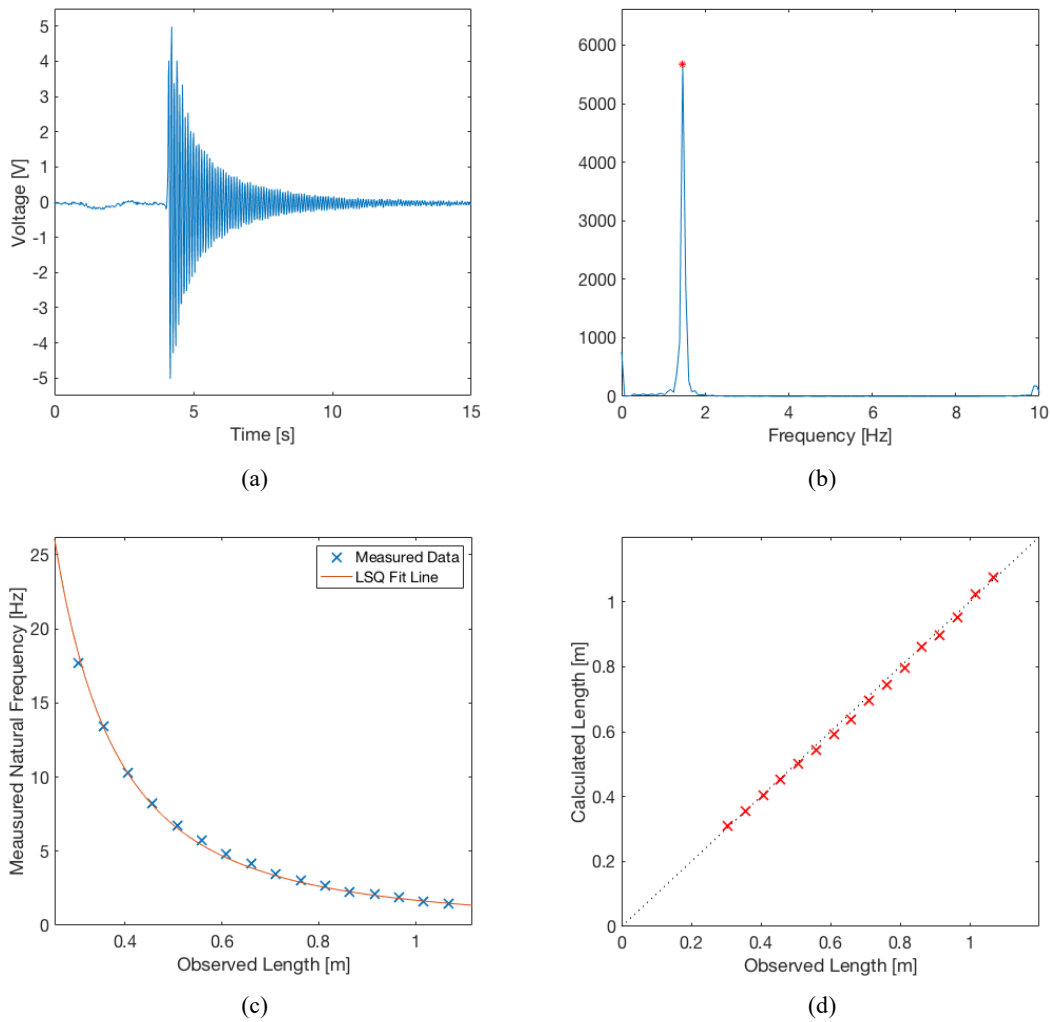 5
4
3
2
1
0
-1
-2
-3
-4
-5
Voltage [V]
0 5 10 15
Time [s]
(a)
6000
5000
4000
3000
2000
1000
0
0 2 4 6 8 10
Frequency [Hz]
(b)
25
20
15
10
5
0
Meausured Natural Frequency [Hz]
Measured Data
LSQ Fit Line
0.4 0.6 0.8 1
Observed Length [m]
(c)
1
0.8
0.6
0.4
0.2
0
Calculated Length [m]
0 0.2 0.4 0.6 0.8 1
Observed Length [m]
(d)